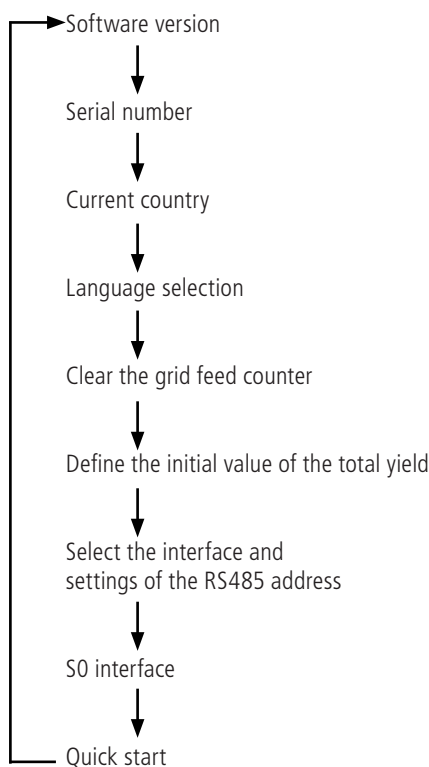 Software version
Serial number
Current country
Language selection
Clear the grid feed counter
Define the initial value of the total yield
Select the interface and
settings of the RS485 address
S0 interface
Quick start